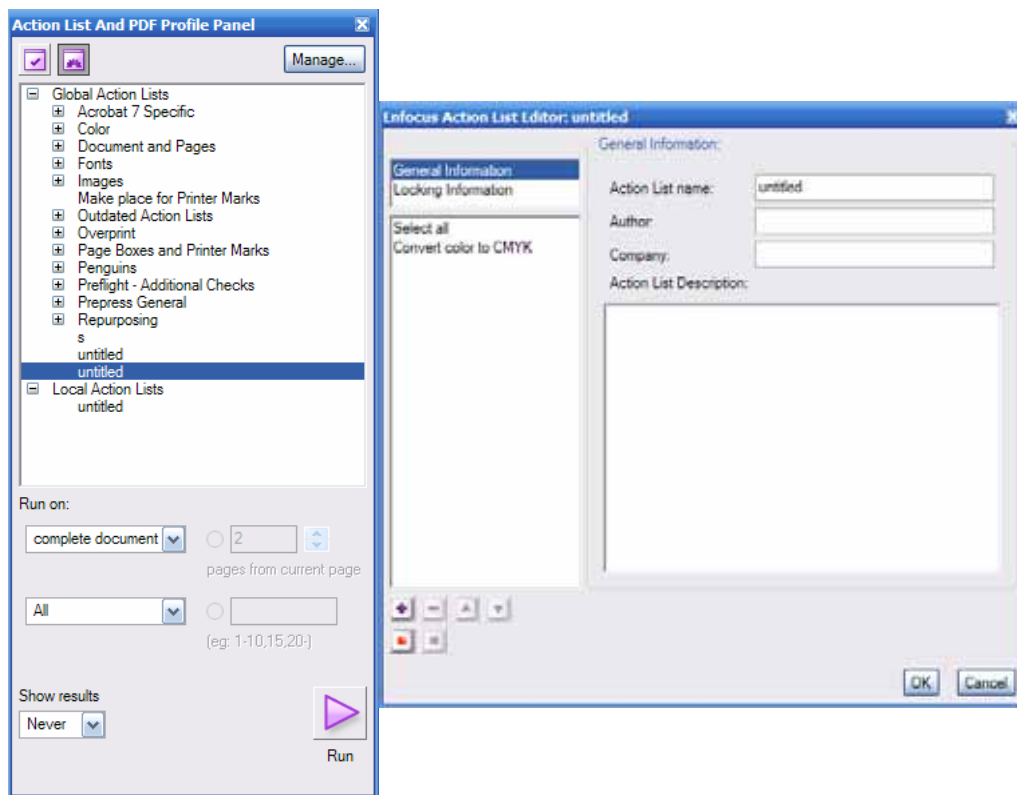 Action List And PDF Profile Panel
Manage...
Global Action Lists
Acrobat 7 Specific
Color
Document and Pages
Fonts
Images
Make place for Printer Marks
Outdated Action Lists
Overprint
Page Boxes and Printer Marks
Penguins
Preflight - Additional Checks
Prepress General
Repurposing
s
untitled
untitled
Local Action Lists
untitled
Run on:
complete document
2
pages from current page
All
(eg: 1-10,15,20-)
Show results
Never
Run
Enfocus Action List Editor: untitled
General Information
Locking Information
Select all
Convert color to CMYK
General Information:
Action List name:
untitled
Author:
Company:
Action List Description:
OK
Cancel